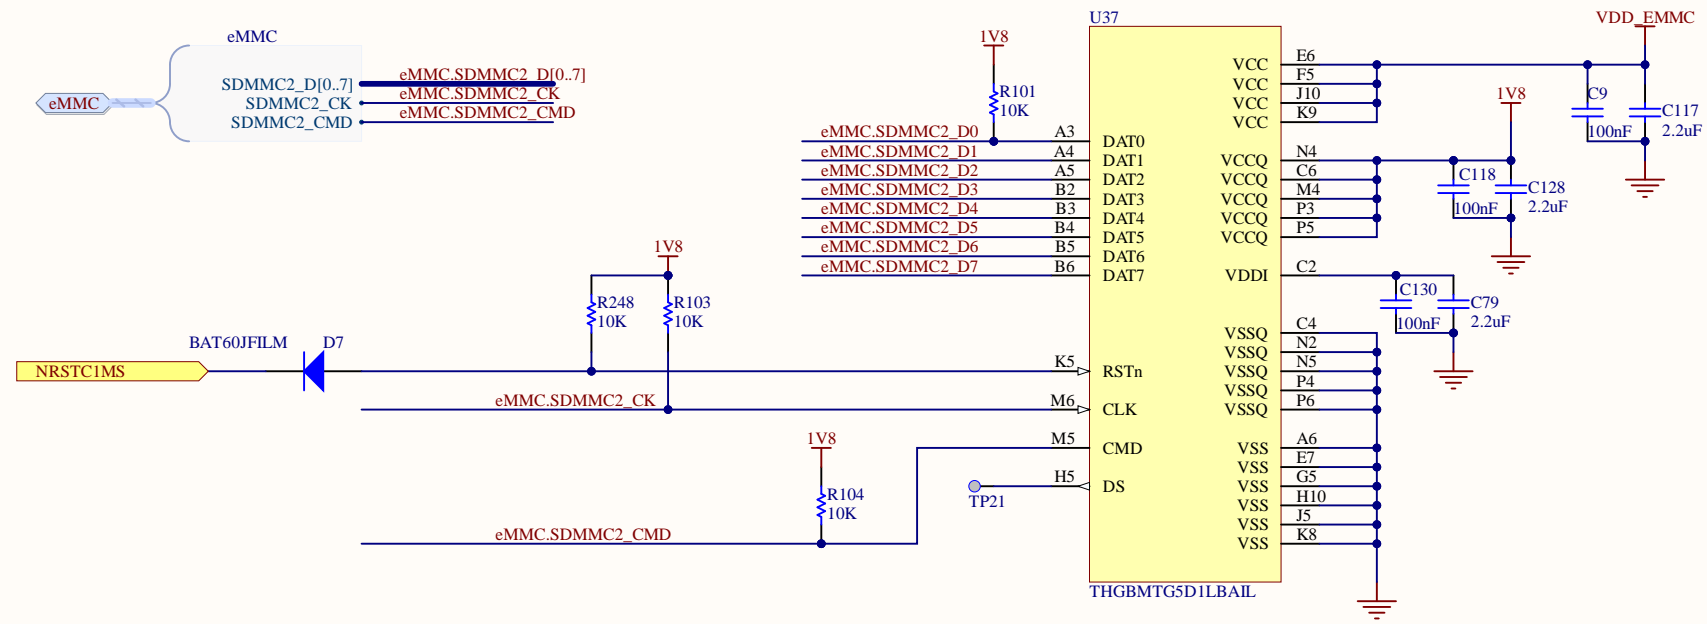 eMMC
eMMC
SDMMC2_D[0..7]
SDMMC2_CK
SDMMC2_CMD
eMMC.SDMMC2_D[0..7]
eMMC.SDMMC2_CK
eMMC.SDMMC2_CMD
1V8
R101
10K
eMMC.SDMMC2_D0
eMMC.SDMMC2_D1
eMMC.SDMMC2_D2
eMMC.SDMMC2_D3
eMMC.SDMMC2_D4
eMMC.SDMMC2_D5
eMMC.SDMMC2_D6
eMMC.SDMMC2_D7
A3
A4
A5
B2
B3
B4
B5
B6
1V8
R248
10K
R103
10K
BAT60JFILM
D7
NRSTC1MS
K5
eMMC.SDMMC2_CK
M6
1V8
R104
10K
M5
H5
TP21
eMMC.SDMMC2_CMD
U37
DAT0
DAT1
DAT2
DAT3
DAT4
DAT5
DAT6
DAT7
RSTn
CLK
CMD
DS
VCC
VCC
VCC
VCC
VCCQ
VCCQ
VCCQ
VCCQ
VCCQ
VDDI
VSSQ
VSSQ
VSSQ
VSSQ
VSSQ
VSS
VSS
VSS
VSS
VSS
VSS
THGBMTG5D1LBAIL
E6
F5
J10
K9
N4
C6
M4
P3
P5
C2
C4
N2
N5
P4
P6
A6
E7
G5
H10
J5
K8
VDD_EMMC
C9
100nF
C117
2.2uF
1V8
C118
100nF
C128
2.2uF
C130
100nF
C79
2.2uF